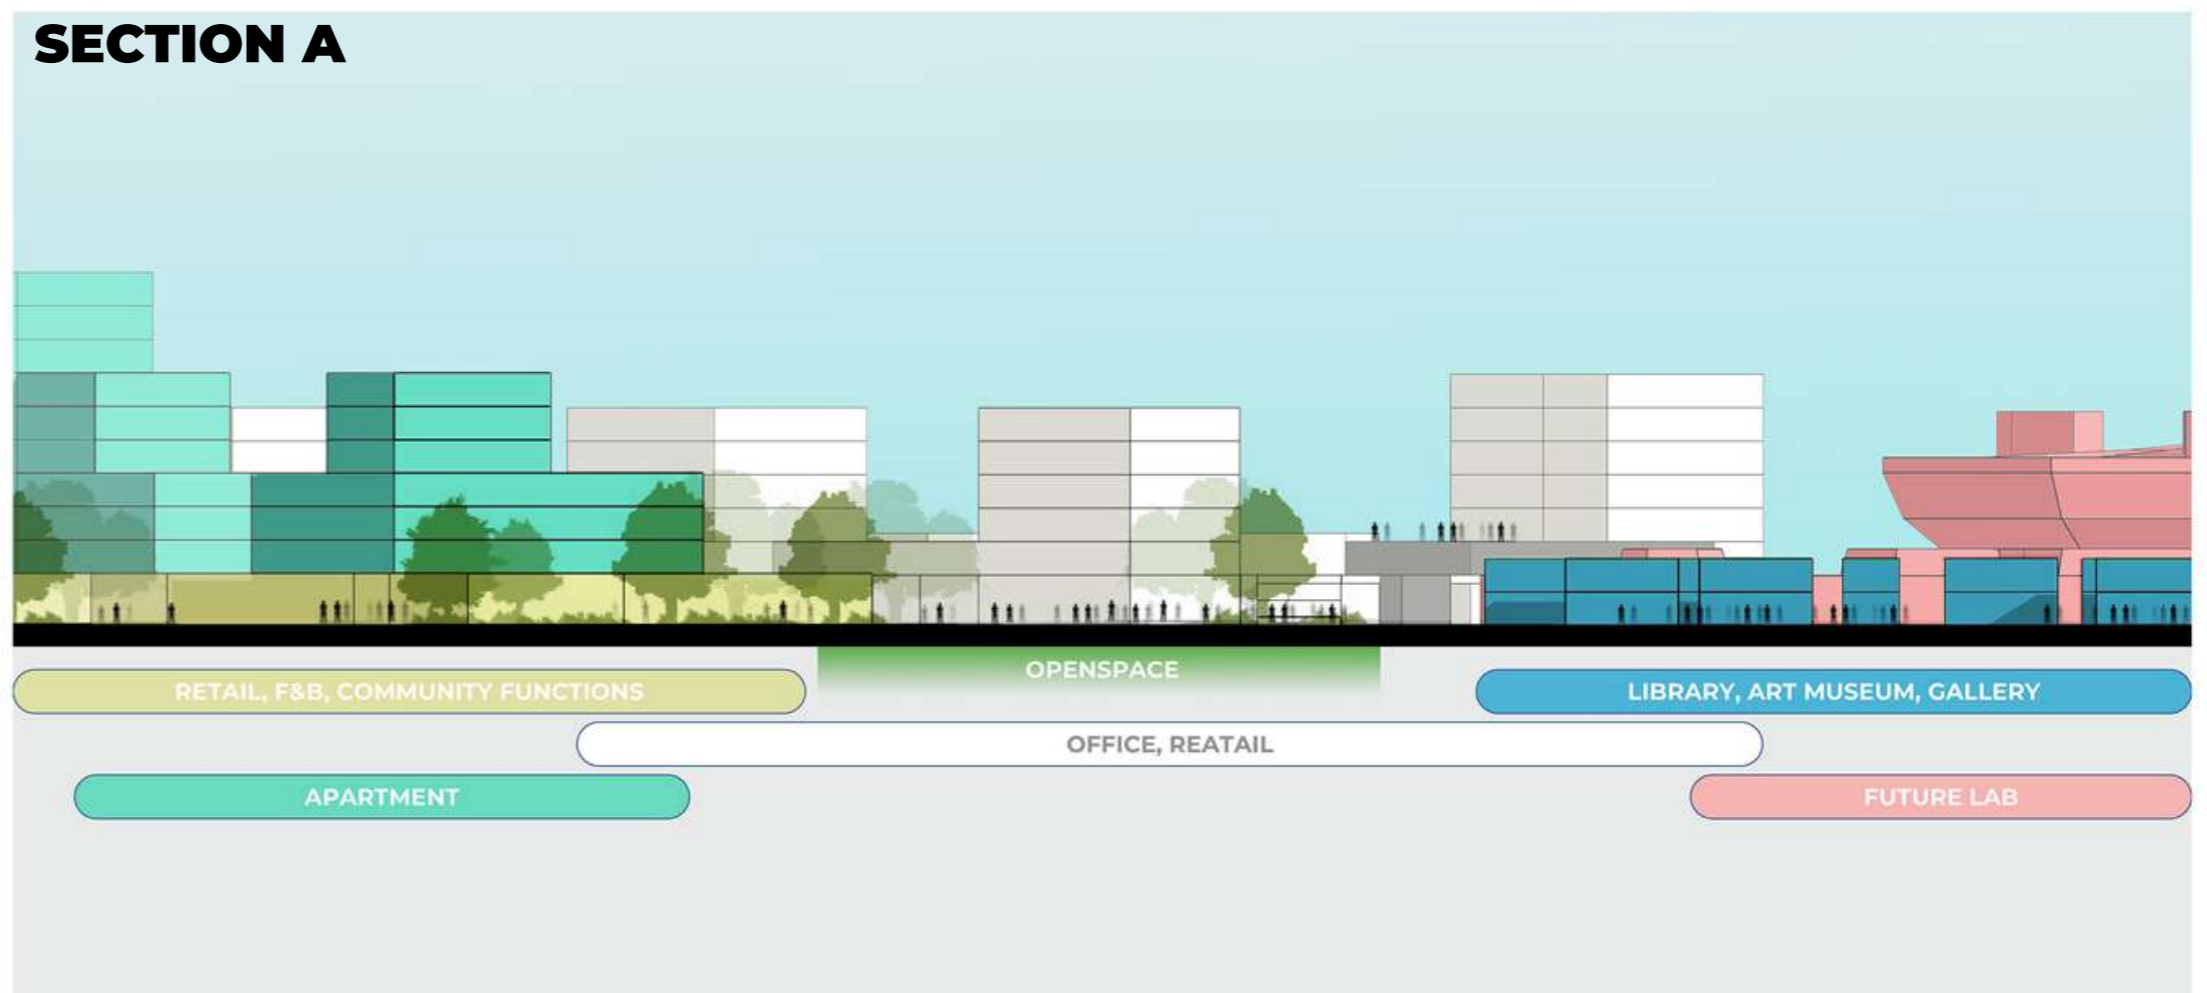 SECTION A
OPENSPACE
RETAIL, F&B, COMMUNITY FUNCTIONS
LIBRARY, ART MUSEUM, GALLERY
OFFICE, REATAIL
APARTMENT
FUTURE LAB